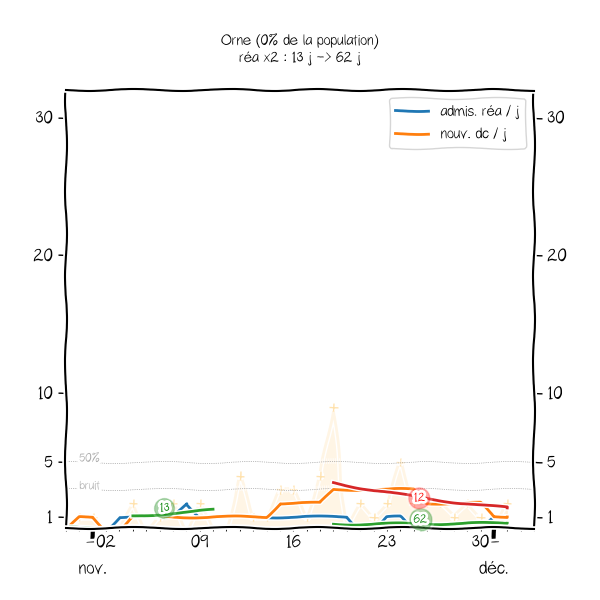 Orne (0% de la population)
réa x2 : 13 j -> 62 j
admis. réa / j
nouv. dc / j
30 30
20 20
10 10
50%
5 5
bruit
12
13
62
1 1
02 09 16 23 30
nov. déc.